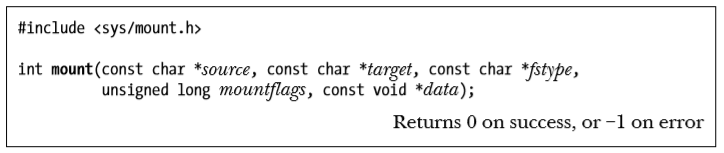 #include <sys/mount.h>
int mount(const char *source, const char *target, const char *fstype,
unsigned long mountflags, const void *data);
Returns 0 on success, or −1 on error